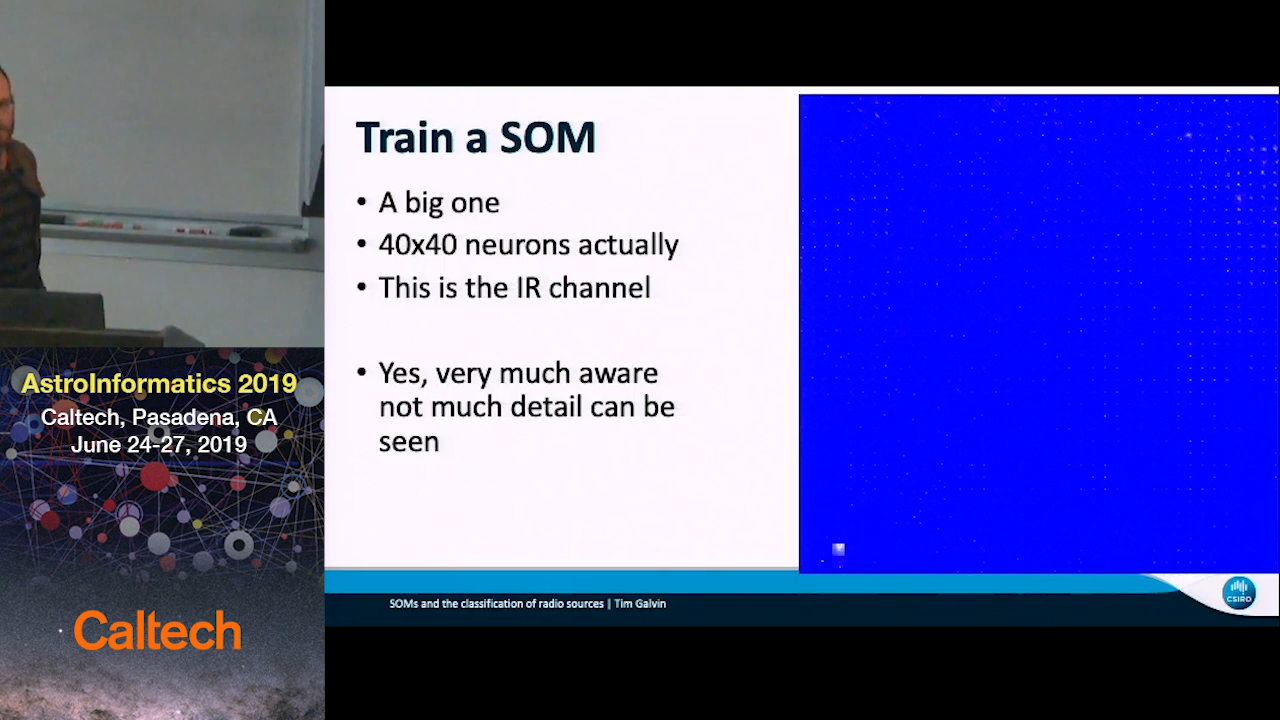 Train a SOM
• A big one
• 40x40 neurons actually
• This is the IR channel
• Yes, very much aware
not much detail can be
seen
SOMs and the classification of radio sources | Tim Galvin
CSIRO
AstroInformatics 2019
Caltech, Pasadena, CA
June 24-27, 2019
Caltech